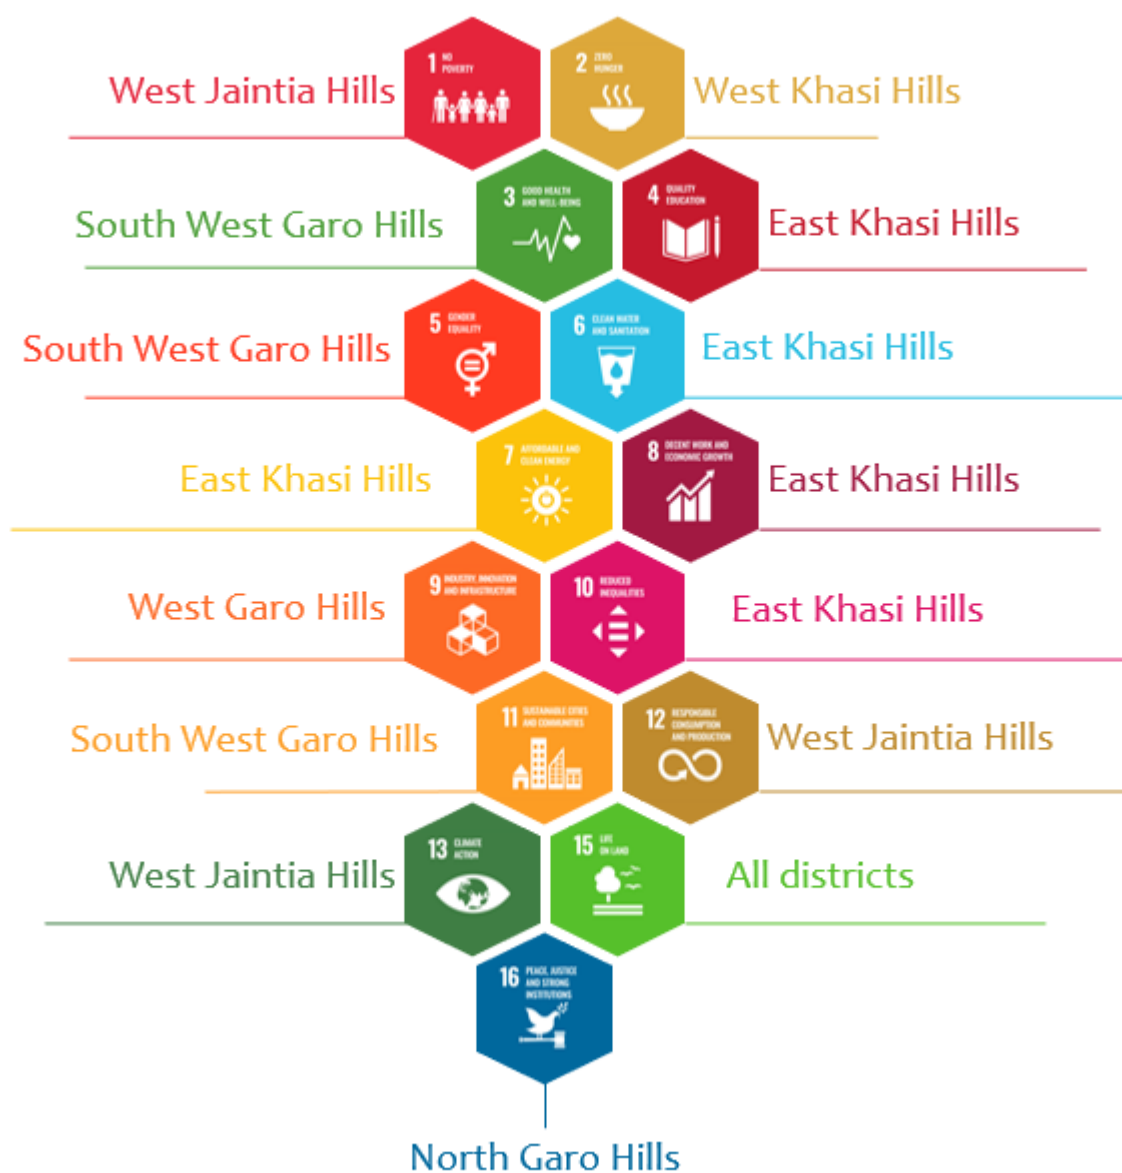 West Jaintia Hills
1 NO
POVERTY
2 ZERO
HUNGER
West Khasi Hills
South West Garo Hills
3 GOOD HEALTH
AND WELL-BEING
4 QUALITY
EDUCATION
East Khasi Hills
South West Garo Hills
5 GENDER
EQUALITY
6 CLEAN WATER
AND SANITATION
East Khasi Hills
East Khasi Hills
7 AFFORDABLE AND
CLEAN ENERGY
8 DECENT WORK AND
ECONOMIC GROWTH
East Khasi Hills
West Garo Hills
9 INDUSTRY, INNOVATION
AND INFRASTRUCTURE
10 REDUCED
INEQUALITIES
East Khasi Hills
South West Garo Hills
11 SUSTAINABLE CITIES
AND COMMUNITIES
12 RESPONSIBLE
CONSUMPTION
AND PRODUCTION
West Jaintia Hills
West Jaintia Hills
13 CLIMATE
ACTION
15 LIFE
ON LAND
All districts
16 PEACE, JUSTICE
AND STRONG
INSTITUTIONS
North Garo Hills